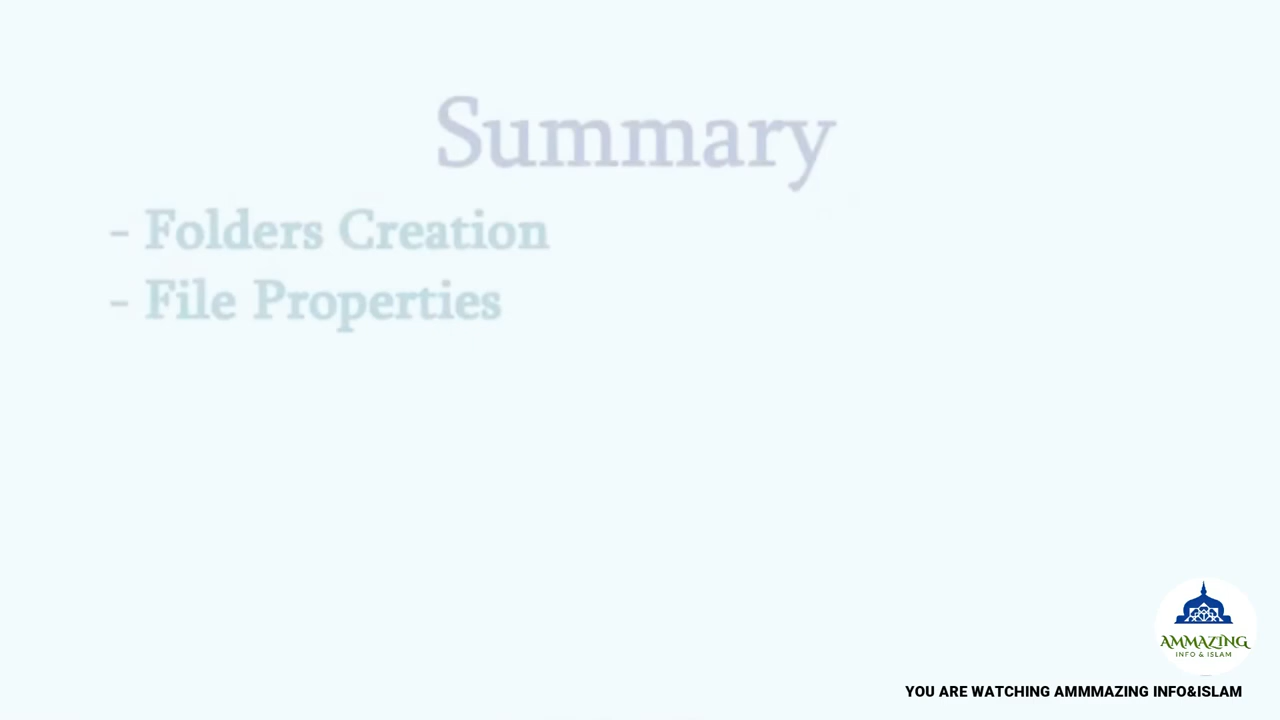 Summary
- Folders Creation
- File Properties
AMMAZING
INFO & ISLAM
YOU ARE WATCHING AMMMAZING INFO&ISLAM